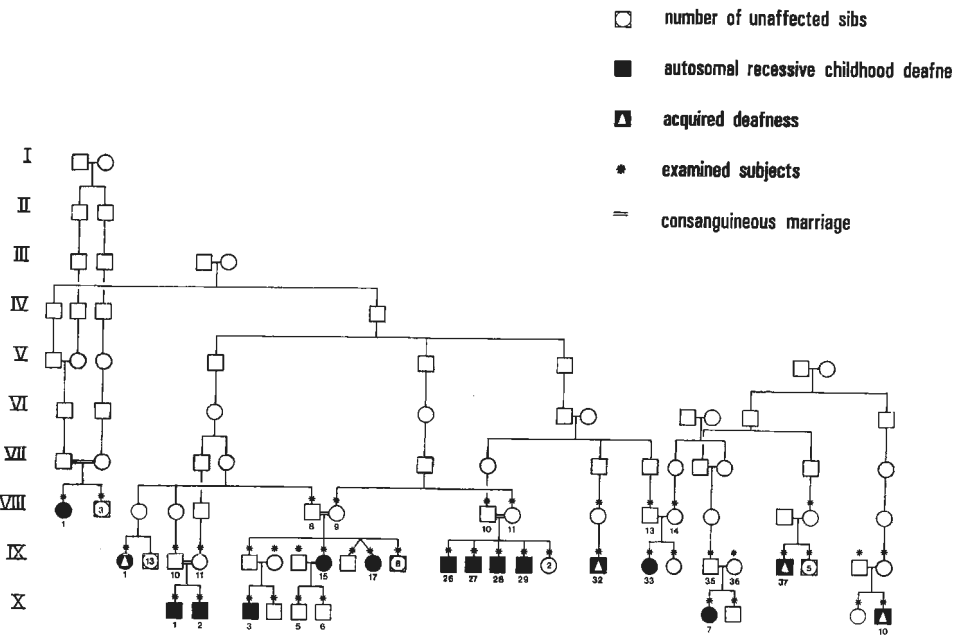 number of unaffected sibs
autosomal recessive childhood deafne
acquired deafness
* examined subjects
= consanguineous marriage
I
II
III
IV
V
VI
VII
VIII
1 3 8 9 10 11 13 14
IX
1 13 10 11 15 17 8 26 27 28 29 2 32 33 35 36 37 5
X
1 2 3 5 6 7 10